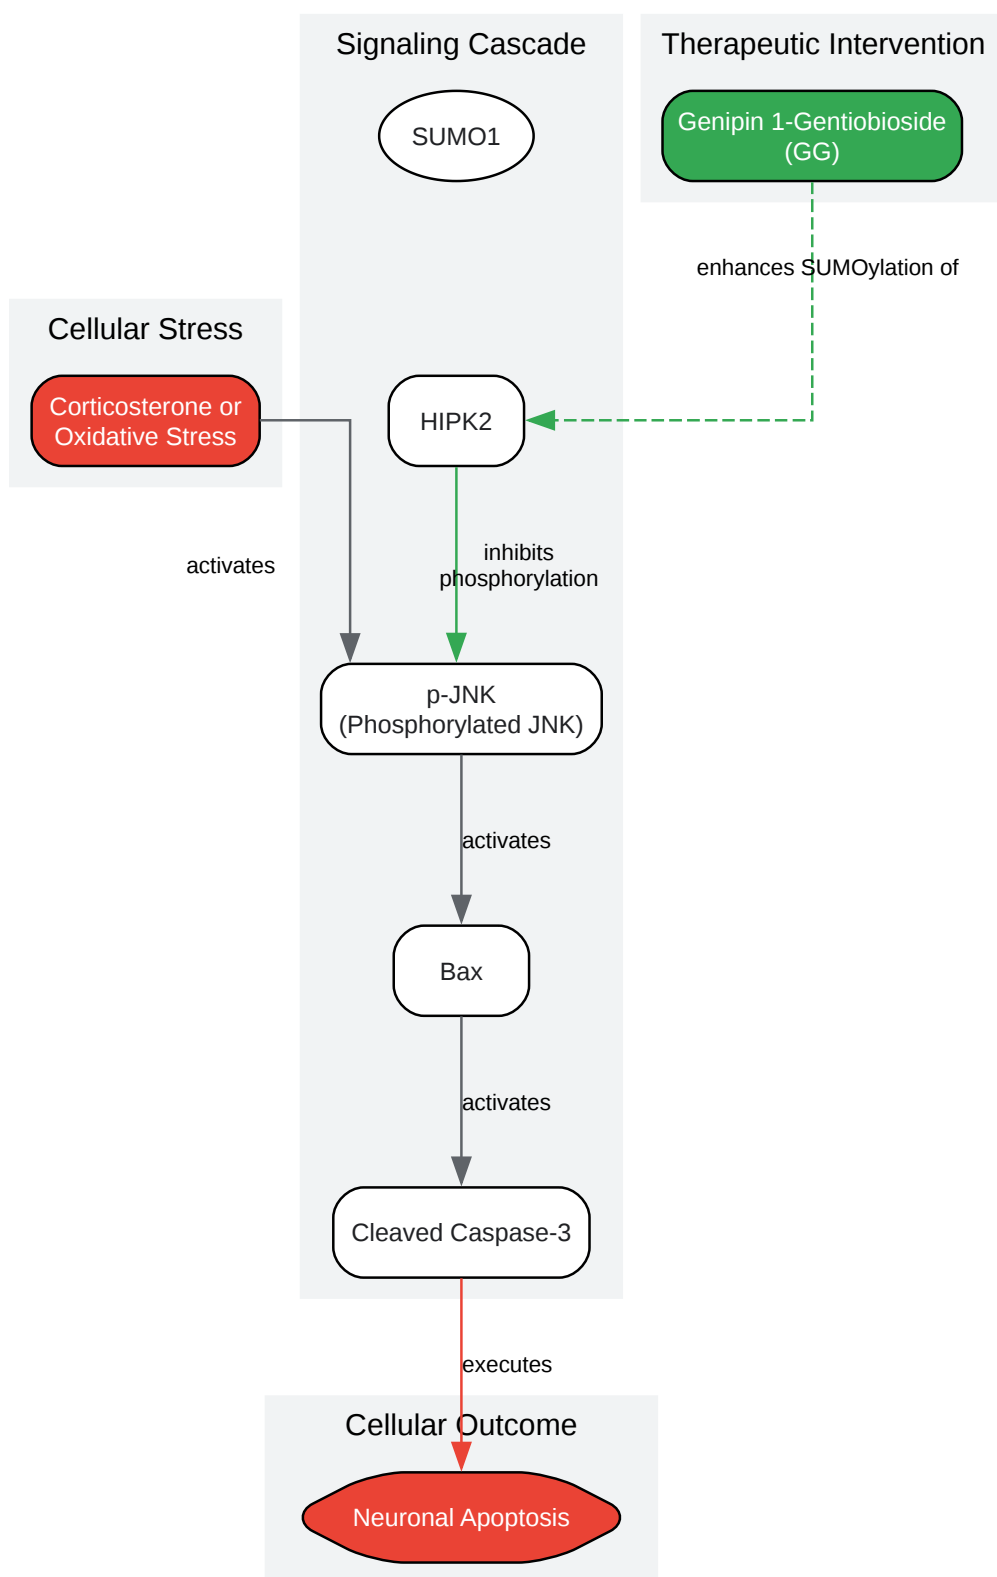 Signaling Cascade
Therapeutic Intervention
SUMO1
Genipin 1-Gentiobioside
(GG)
enhances SUMOylation of
Cellular Stress
Corticosterone or
Oxidative Stress
HIPK2
activates
inhibits
phosphorylation
p-JNK
(Phosphorylated JNK)
activates
Bax
activates
Cleaved Caspase-3
executes
Cellular Outcome
Neuronal Apoptosis